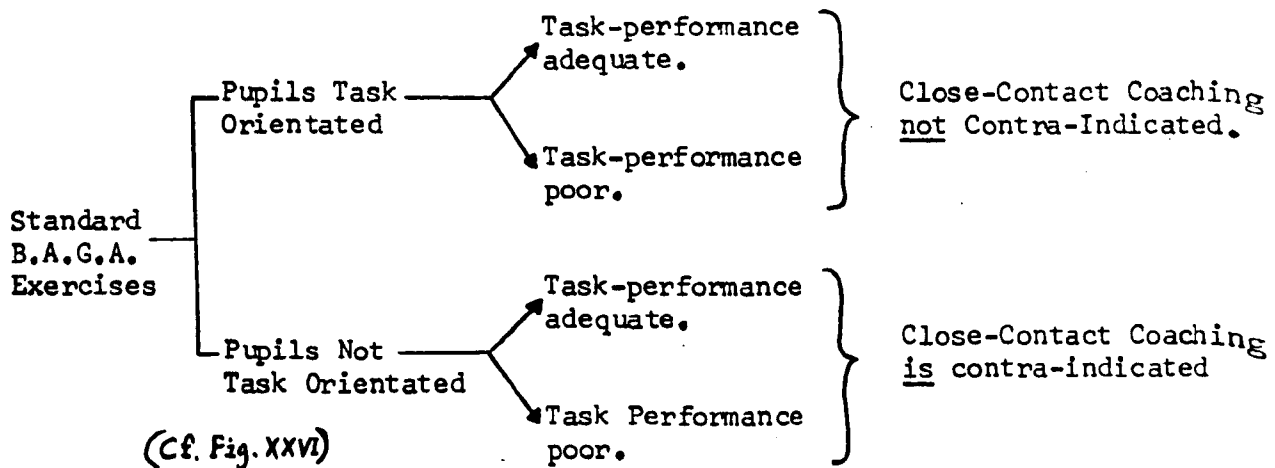 Task-performance
adequate.
Pupils Task
Orientated
Task-performance
poor.
Close-Contact Coaching
not Contra-Indicated.
Standard
B.A.G.A.
Exercises
Pupils Not
Task Orientated
Task-performance
adequate.
Task Performance
poor.
Close-Contact Coaching
is contra-indicated
(Cf. Fig. XXVI)